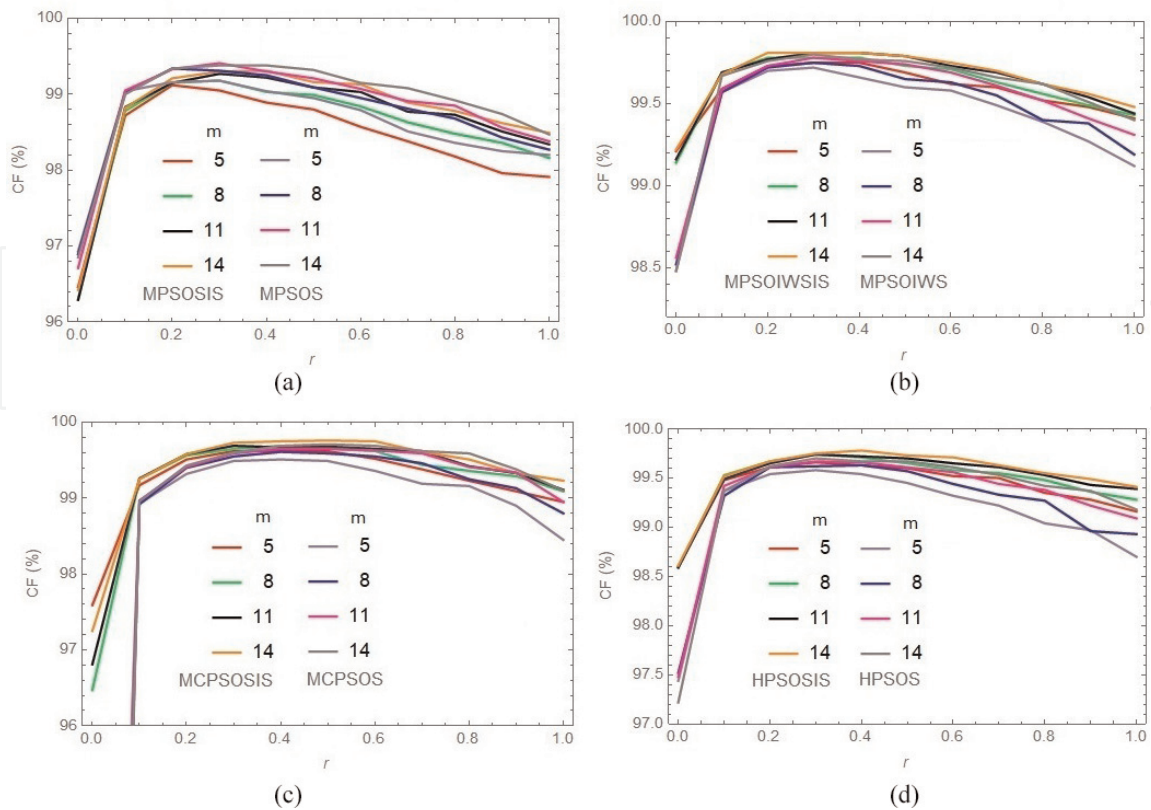 100
99
98
97
96
CF (%)
m m
5 5
8 8
11 11
14 14
MPSOSIS MPSOS
0.0 0.2 0.4 0.6 0.8 1.0
r
(a)
100.0
99.5
99.0
98.5
CF (%)
m m
5 5
8 8
11 11
14 14
MPSOIWSIS MPSOIWS
0.0 0.2 0.4 0.6 0.8 1.0
r
(b)
100
99
98
97
96
CF (%)
m m
5 5
8 8
11 11
14 14
MCPSOSIS MCPSOS
0.0 0.2 0.4 0.6 0.8 1.0
r
(c)
100.0
99.5
99.0
98.5
98.0
97.5
97.0
CF (%)
m m
5 5
8 8
11 11
14 14
HPSOSIS HPSOS
0.0 0.2 0.4 0.6 0.8 1.0
r
(d)